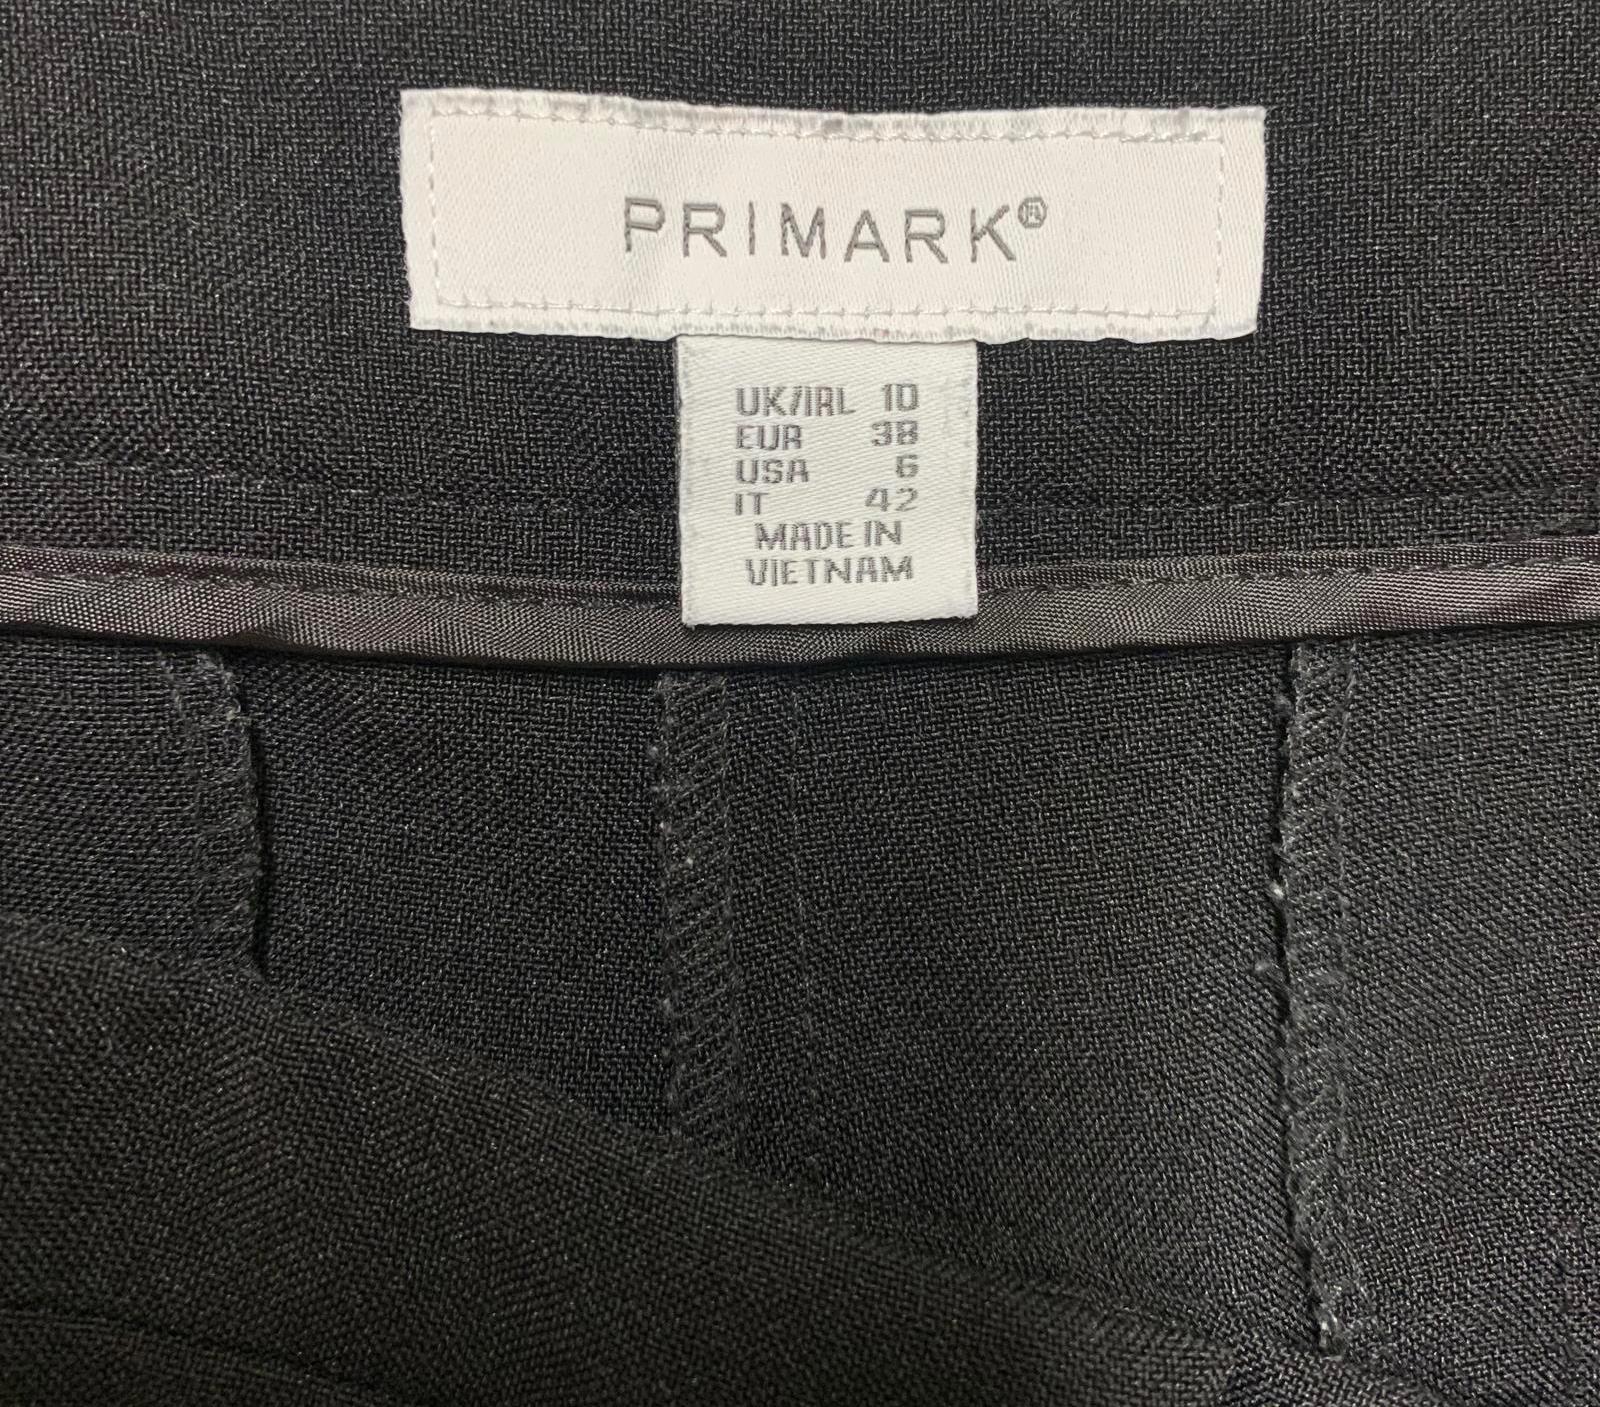 PRIMARK®
UK/IRL 10
EUR 38
USA 6
IT 42
MADE IN
VIETNAM